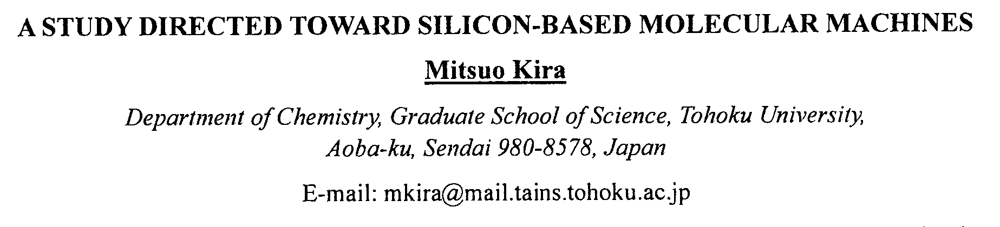 A STUDY DIRECTED TOWARD SILICON-BASED MOLECULAR MACHINES
Mitsuo Kira
Department of Chemistry, Graduate School of Science, Tohoku University,
Aoba-ku, Sendai 980-8578, Japan
E-mail: mkira@mail.tains.tohoku.ac.jp